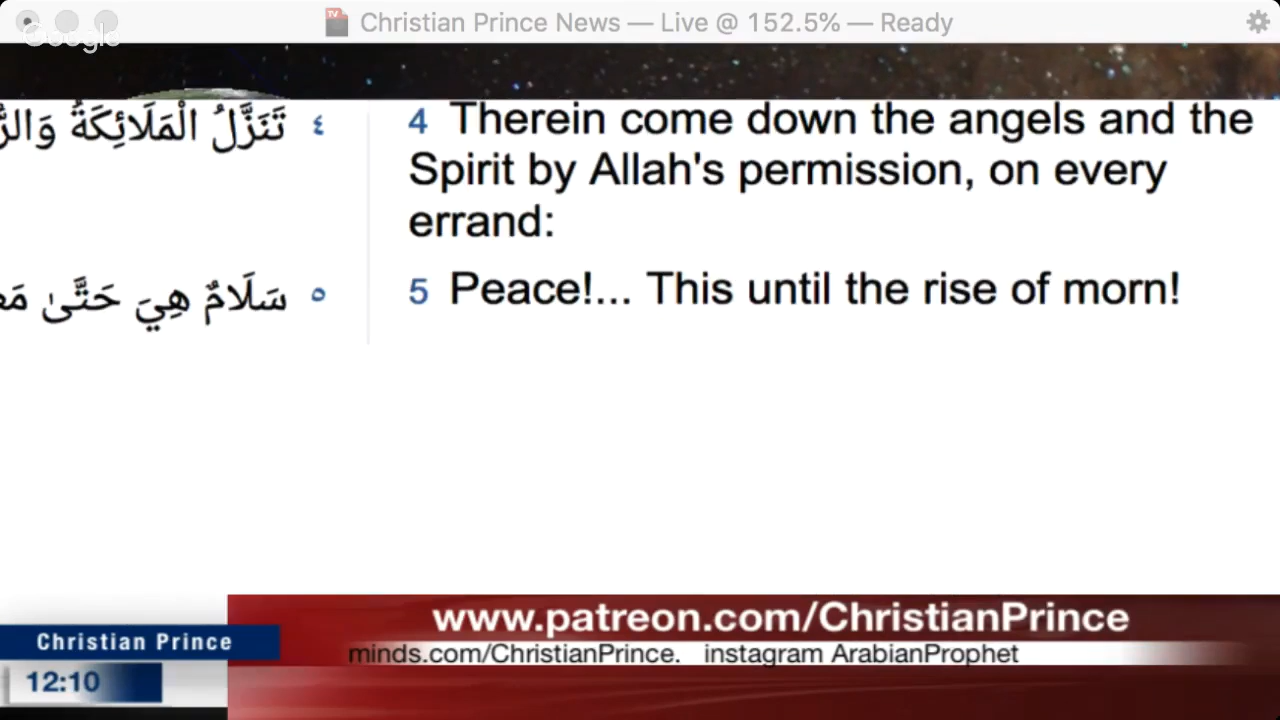 Christian Prince News — Live @ 152.5% — Ready
Google
٤ تَنَزَّلُ الْمَلَائِكَةُ
4 Therein come down the angels and the
Spirit by Allah's permission, on every
errand:
٥ سَلَامٌ هِيَ حَتَّىٰ
5 Peace!... This until the rise of morn!
www.patreon.com/ChristianPrince
Christian Prince
minds.com/ChristianPrince. instagram ArabianProphet
12:10